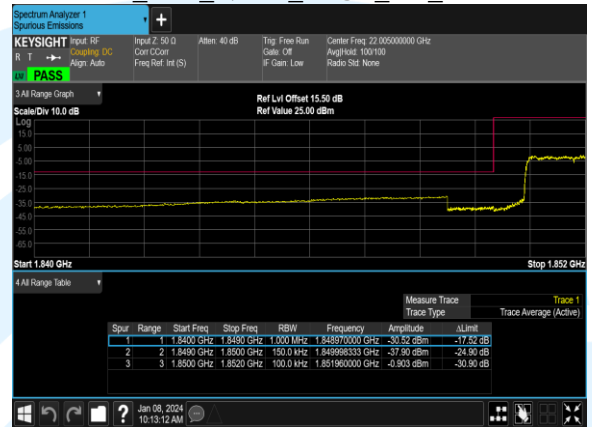 Spectrum Analyzer 1
Spurious Emissions
+
KEYSIGHT Input: RF Input Z: 50 Ω Atten: 40 dB Trig: Free Run Center Freq: 22.005000000 GHz
R T Coupling: DC Corr CCorr Gate: Off Avg|Hold: 100/100
Align: Auto Freq Ref: Int (S) IF Gain: Low Radio Std: None
LV PASS
3 All Range Graph
Ref Lvl Offset 15.50 dB
Scale/Div 10.0 dB Ref Value 25.00 dBm
Log
15.0
5.00
-5.00
-15.0
-25.0
-35.0
-45.0
-55.0
-65.0
Start 1.840 GHz Stop 1.852 GHz
4 All Range Table
Measure Trace Trace 1
Trace Type Trace Average (Active)
Spur Range Start Freq Stop Freq RBW Frequency Amplitude ΔLimit
1 1 1.8400 GHz 1.8490 GHz 1.000 MHz 1.848970000 GHz -30.52 dBm -17.52 dB
2 2 1.8490 GHz 1.8500 GHz 150.0 kHz 1.849998333 GHz -37.90 dBm -24.90 dB
3 3 1.8500 GHz 1.8520 GHz 100.0 kHz 1.851960000 GHz -0.903 dBm -30.90 dB
? Jan 08, 2024
10:13:12 AM